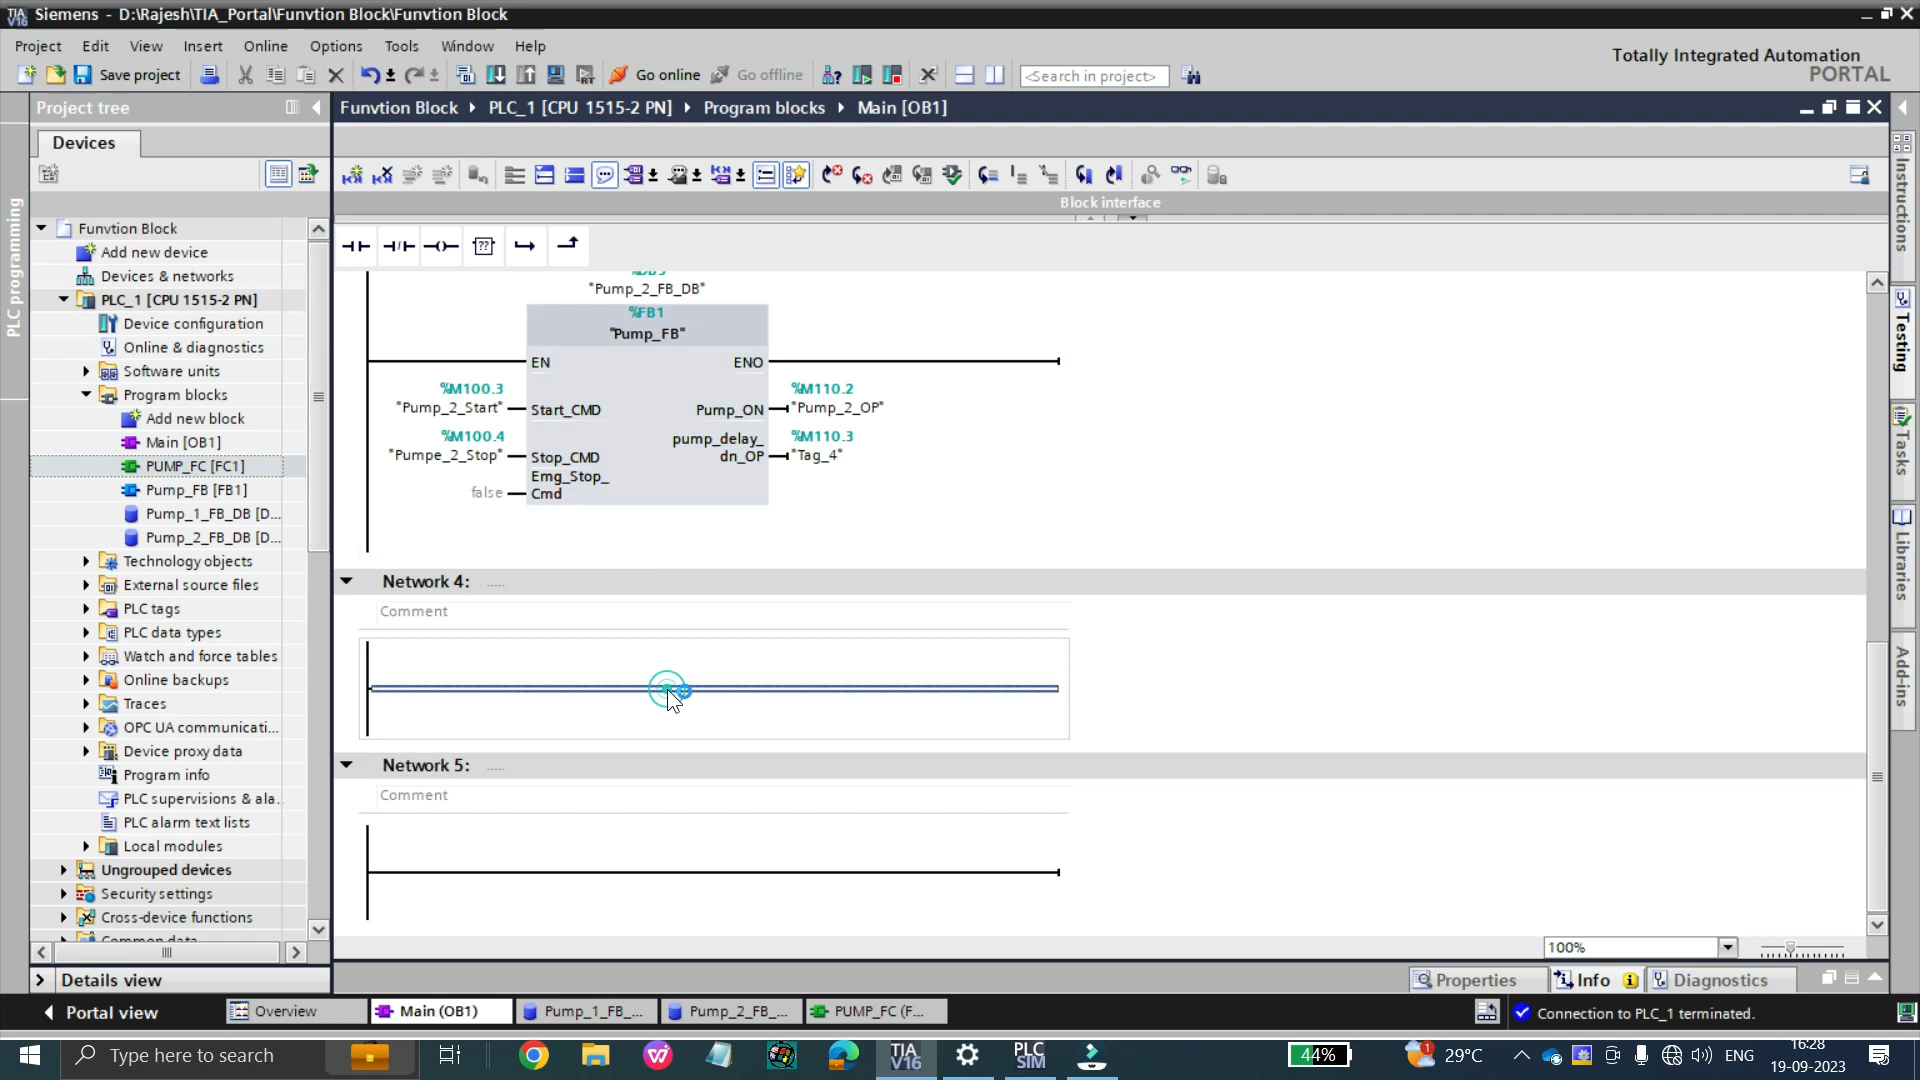 TIA V16 Siemens - D:\Rajesh\TIA_Portal\Funvtion Block\Funvtion Block
Project Edit View Insert Online Options Tools Window Help
Totally Integrated Automation
PORTAL
Save project
Go online
Go offline
<Search in project>
Project tree
Funvtion Block PLC_1 [CPU 1515-2 PN] Program blocks Main [OB1]
Devices
Block interface
PLC programming
Funvtion Block
Add new device
Devices & networks
PLC_1 [CPU 1515-2 PN]
Device configuration
Online & diagnostics
Software units
Program blocks
Add new block
Main [OB1]
PUMP_FC [FC1]
Pump_FB [FB1]
Pump_1_FB_DB [D...
Pump_2_FB_DB [D...
Technology objects
External source files
PLC tags
PLC data types
Watch and force tables
Online backups
Traces
OPC UA communicati...
Device proxy data
Program info
PLC supervisions & ala...
PLC alarm text lists
Local modules
Ungrouped devices
Security settings
Cross-device functions
Common data
Details view
"Pump_2_FB_DB"
%FB1
"Pump_FB"
EN ENO
%M100.3
"Pump_2_Start" Start_CMD
%M100.4
"Pumpe_2_Stop" Stop_CMD
false Emg_Stop_
Cmd
Pump_ON
%M110.2
"Pump_2_OP"
pump_delay_
dn_OP
%M110.3
"Tag_4"
??
Network 4: .....
Comment
Network 5: .....
Comment
100%
Instructions
Testing
Tasks
Libraries
Add-ins
Properties Info Diagnostics
Portal view Overview Main (OB1) Pump_1_FB_... Pump_2_FB_... PUMP_FC (F...
Connection to PLC_1 terminated.
Type here to search
TIA V16
PLC SIM
44%
1
29°C
ENG
16:28
19-09-2023